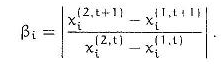 β_i = | (x_i^{(2,t+1)} − x_i^{(1,t+1)}) / (x_i^{(2,t)} − x_i^{(1,t)}) | .